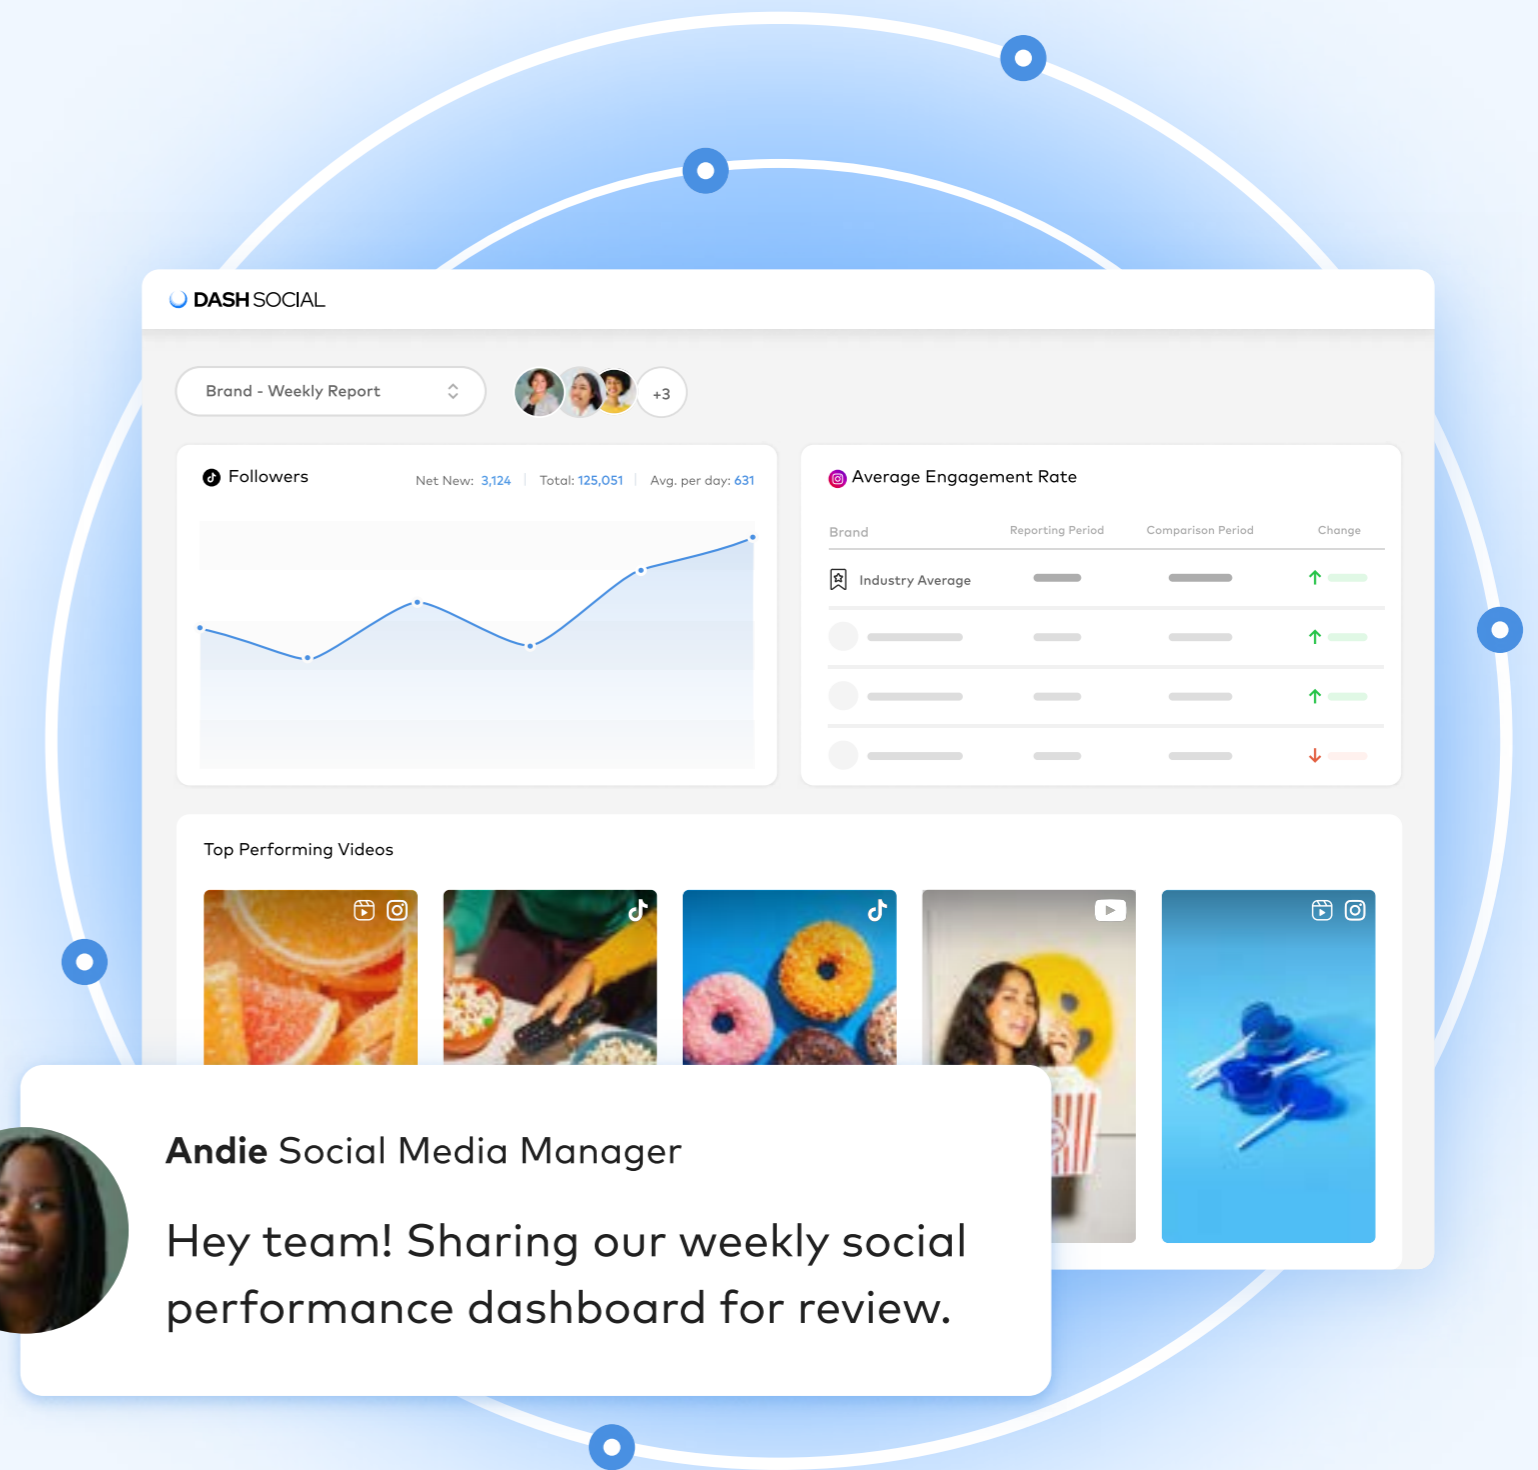 DASH SOCIAL
Brand - Weekly Report
+3
Followers
Net New: 3,124
Total: 125,051
Avg. per day: 631
Average Engagement Rate
Brand
Reporting Period
Comparison Period
Change
Industry Average
Top Performing Videos
Andie Social Media Manager
Hey team! Sharing our weekly social
performance dashboard for review.